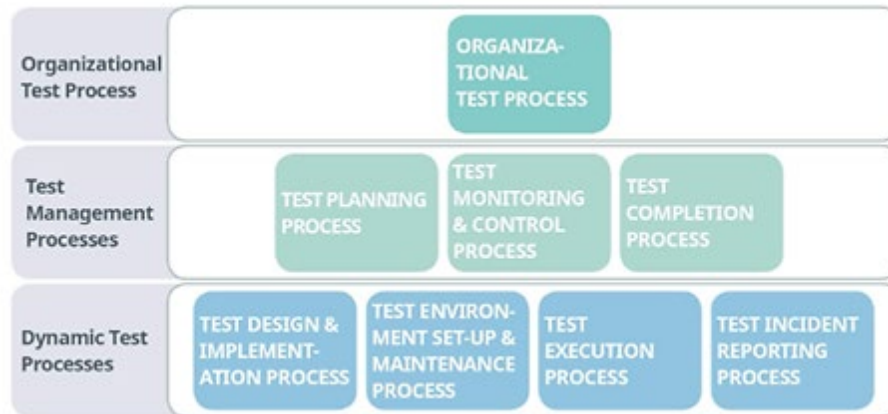 Organizational
Test Process
ORGANIZA-
TIONAL
TEST PROCESS
Test
Management
Processes
TEST PLANNING
PROCESS
TEST
MONITORING
& CONTROL
PROCESS
TEST
COMPLETION
PROCESS
Dynamic Test
Processes
TEST DESIGN &
IMPLEMENT-
ATION PROCESS
TEST ENVIRON-
MENT SET-UP &
MAINTENANCE
PROCESS
TEST
EXECUTION
PROCESS
TEST INCIDENT
REPORTING
PROCESS